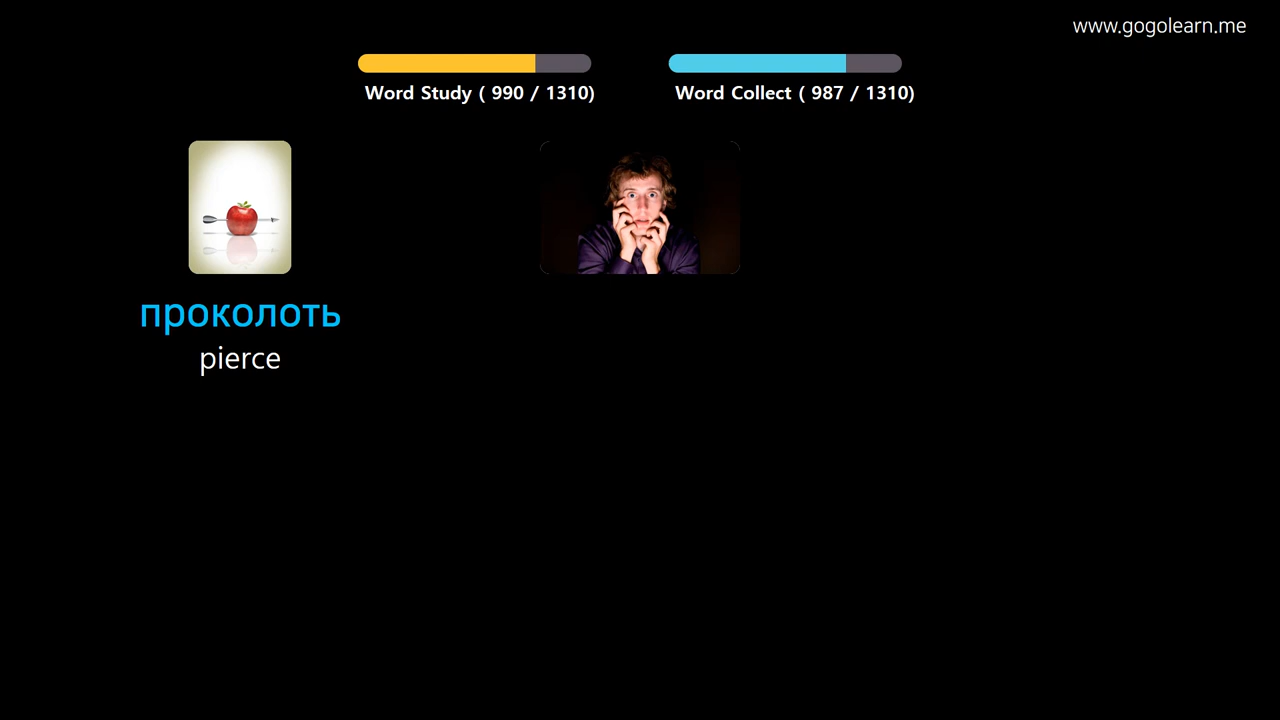 www.gogolearn.me
Word Study ( 990 / 1310)
Word Collect ( 987 / 1310)
проколоть
pierce